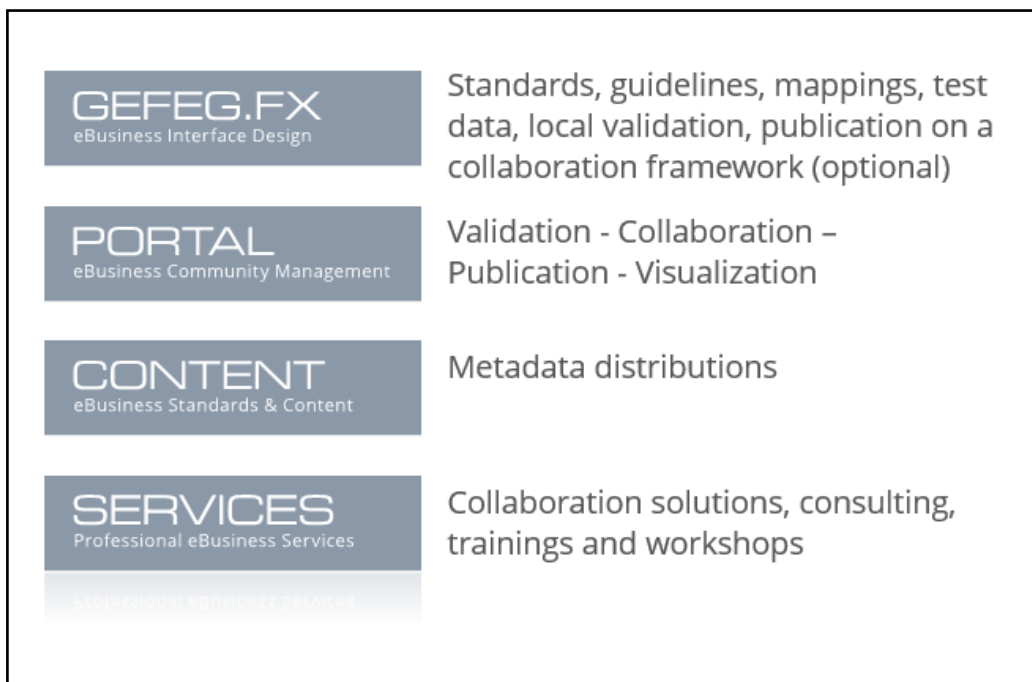 GEFEG.FX
eBusiness Interface Design
Standards, guidelines, mappings, test
data, local validation, publication on a
collaboration framework (optional)
PORTAL
eBusiness Community Management
Validation - Collaboration –
Publication - Visualization
CONTENT
eBusiness Standards & Content
Metadata distributions
SERVICES
Professional eBusiness Services
Collaboration solutions, consulting,
trainings and workshops